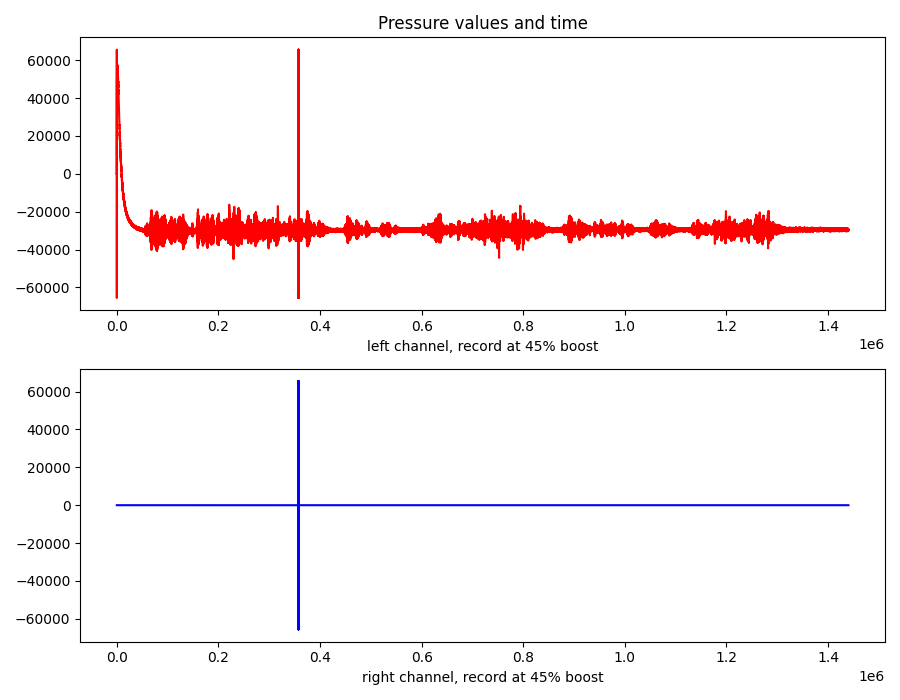 Pressure values and time
60000
40000
20000
0
−20000
−40000
−60000
0.0 0.2 0.4 0.6 0.8 1.0 1.2 1.4
1e6
left channel, record at 45% boost
60000
40000
20000
0
−20000
−40000
−60000
0.0 0.2 0.4 0.6 0.8 1.0 1.2 1.4
1e6
right channel, record at 45% boost